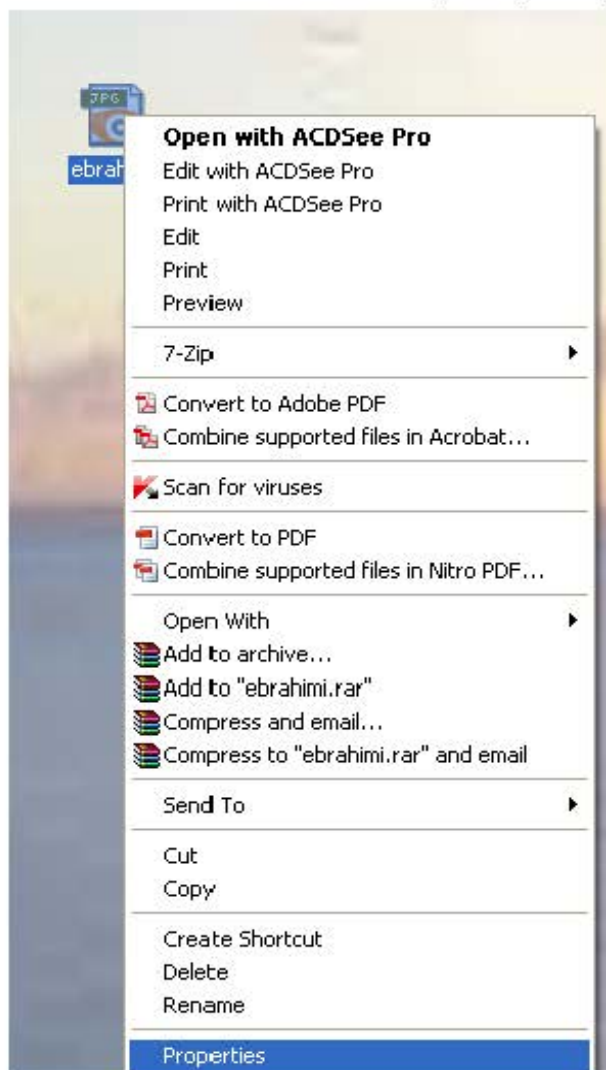 JPG
ebrah
Open with ACDSee Pro
Edit with ACDSee Pro
Print with ACDSee Pro
Edit
Print
Preview
7-Zip
Convert to Adobe PDF
Combine supported files in Acrobat...
Scan for viruses
Convert to PDF
Combine supported files in Nitro PDF...
Open With
Add to archive...
Add to "ebrahimi.rar"
Compress and email...
Compress to "ebrahimi.rar" and email
Send To
Cut
Copy
Create Shortcut
Delete
Rename
Properties